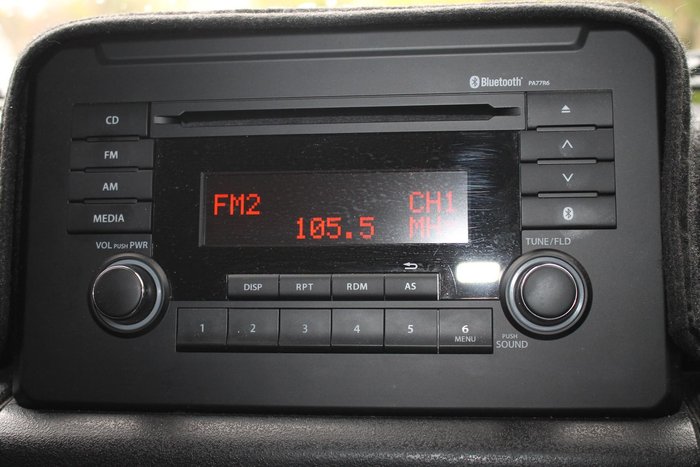 Bluetooth PA77R6
CD
FM
AM
MEDIA
FM2 CH1
105.5 MHz
VOL PUSH PWR
TUNE/FLD
DISP RPT RDM AS
1 2 3 4 5 6
MENU
PUSH
SOUND